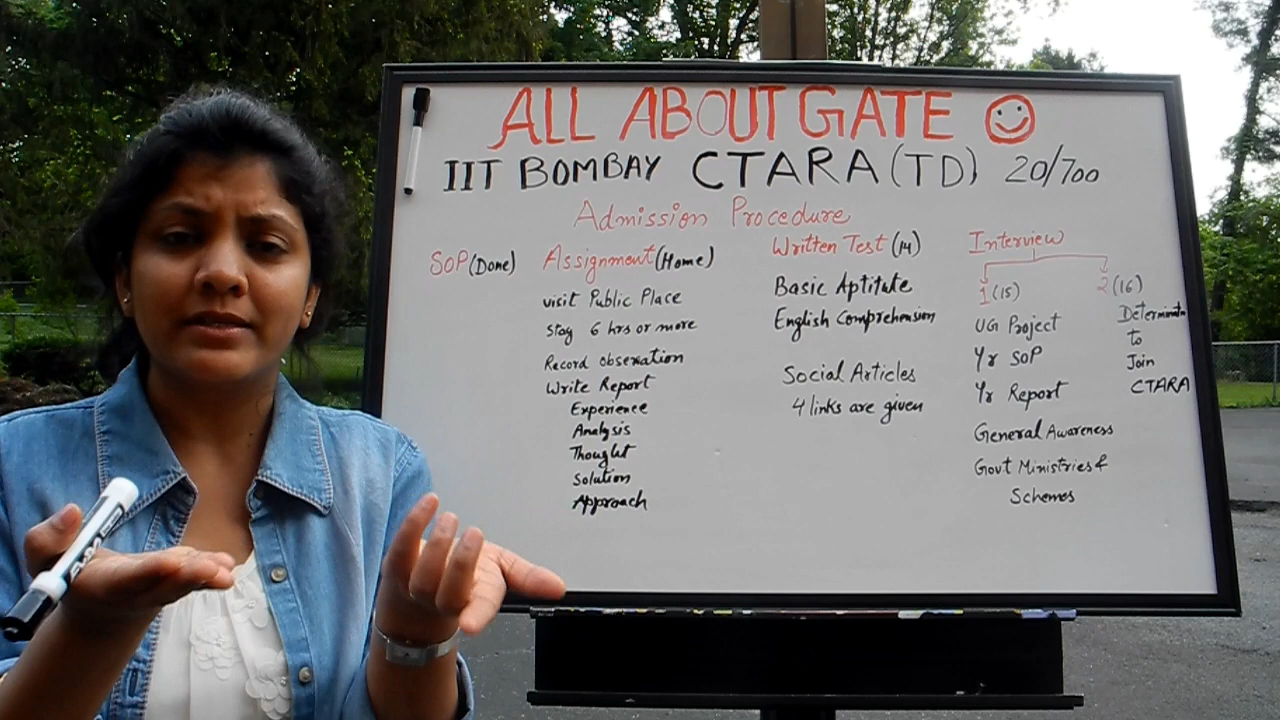 ALL ABOUT GATE
IIT BOMBAY CTARA (TD) 20/700
Admission Procedure
SOP (Done)
Assignment (Home)
visit Public Place
Stay 6 hrs or more
Record obseration
Write Report
Experience
Analysis
Thought
Solution
Approach
Written Test (14)
Basic Aptitute
English Comprehension
Social Articles
4 links are given
Interview
1 (15)
UG Project
Yr SOP
Yr Report
General Awareness
Govt Ministries &
Schemes
2 (16)
to
Join
CTARA